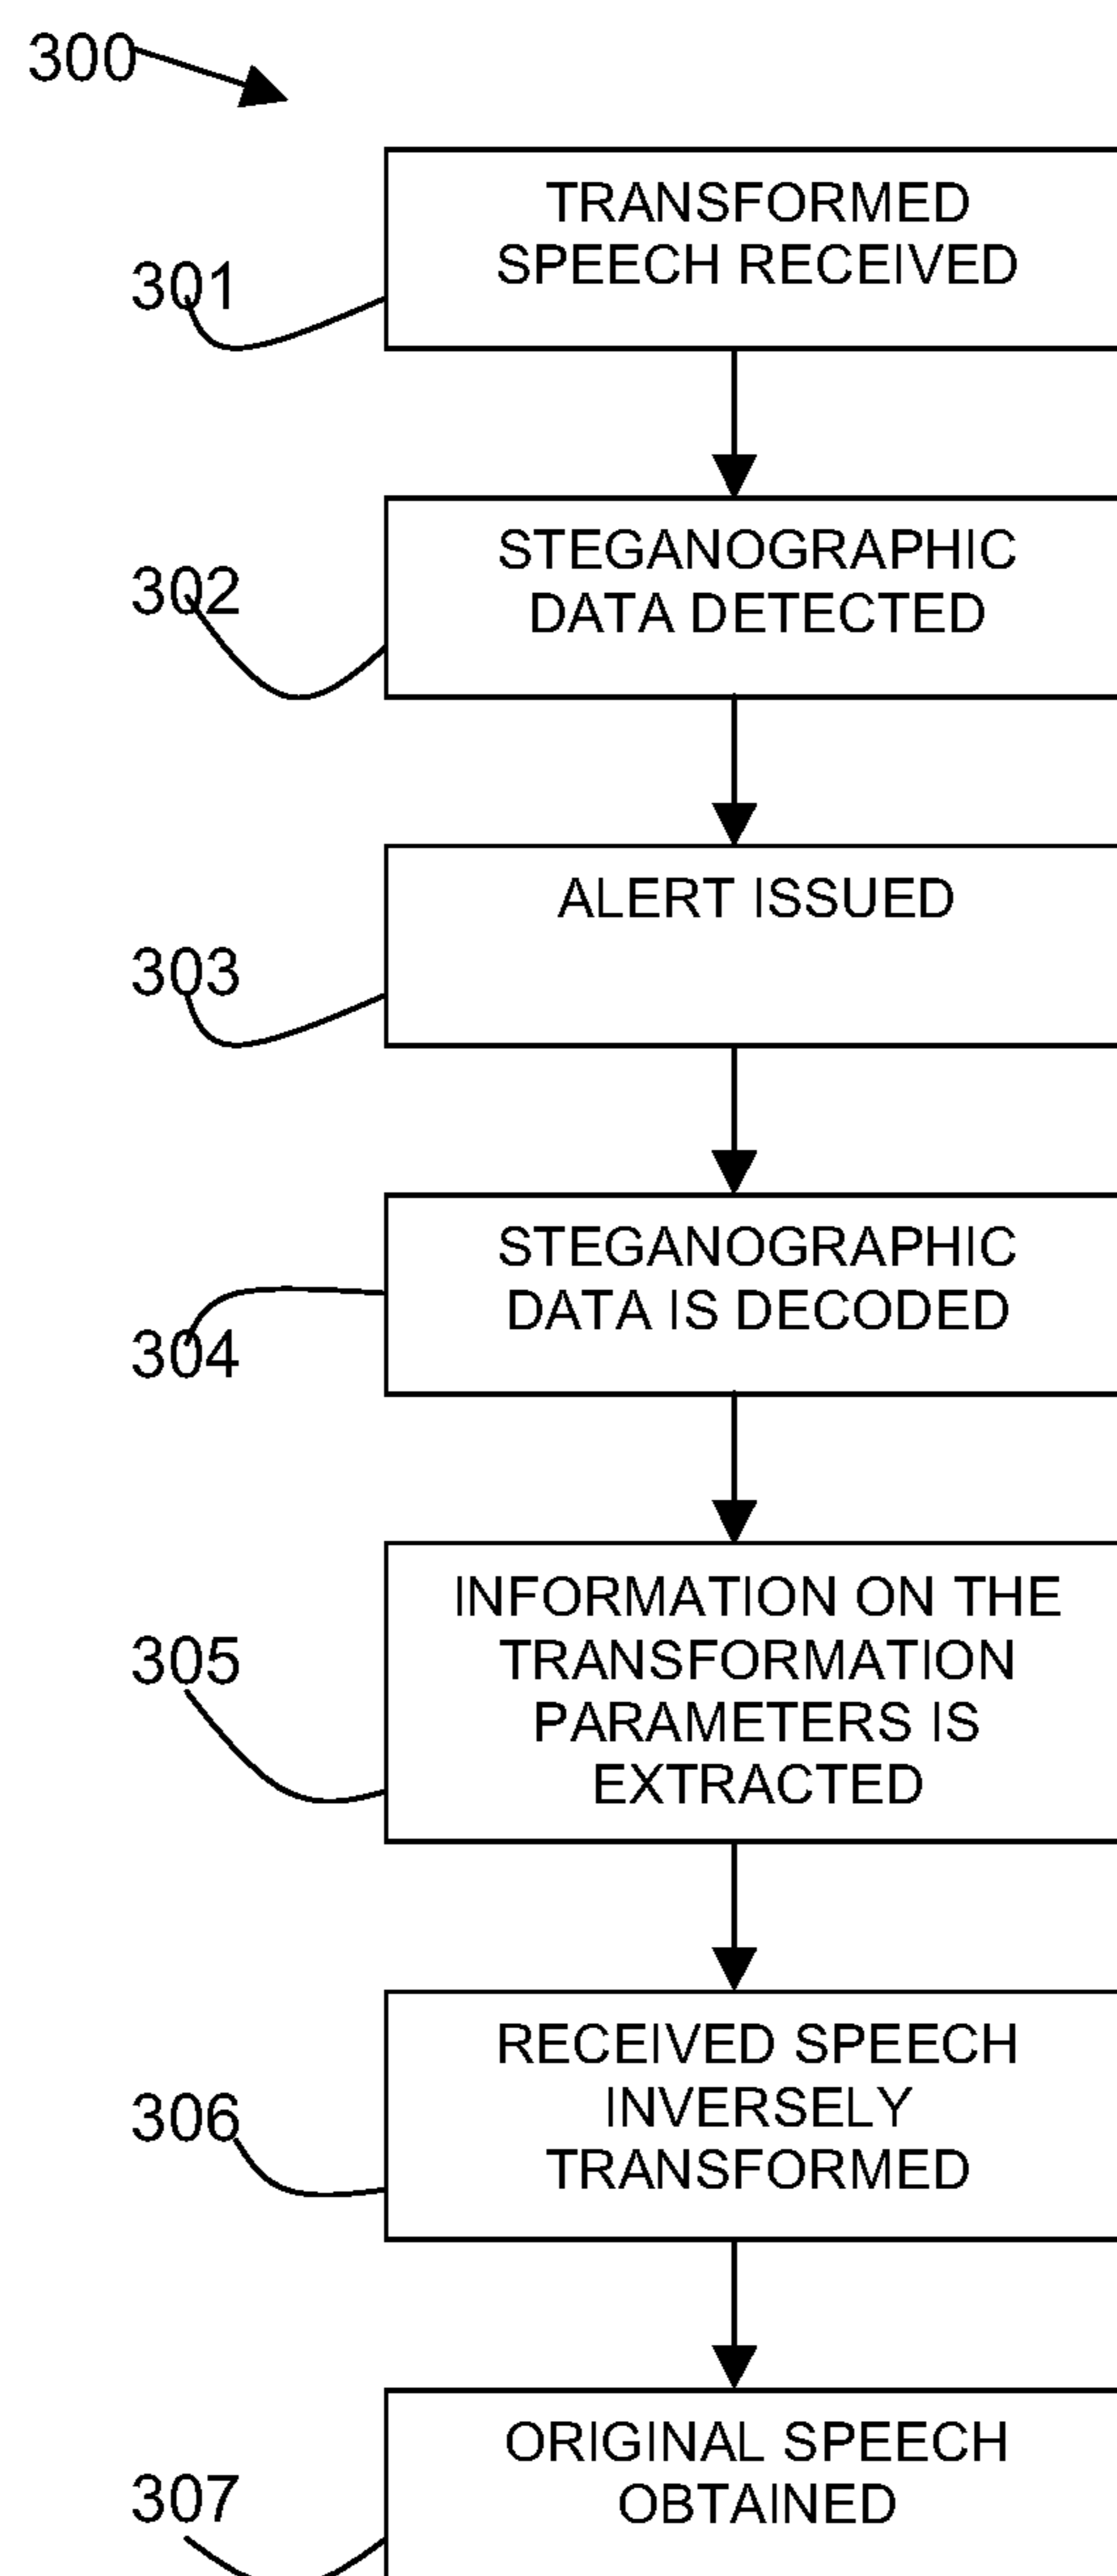 300
TRANSFORMED
SPEECH RECEIVED
301
STEGANOGRAPHIC
DATA DETECTED
302
ALERT ISSUED
303
STEGANOGRAPHIC
DATA IS DECODED
304
INFORMATION ON THE
TRANSFORMATION
PARAMETERS IS
EXTRACTED
305
RECEIVED SPEECH
INVERSELY
TRANSFORMED
306
ORIGINAL SPEECH
OBTAINED
307